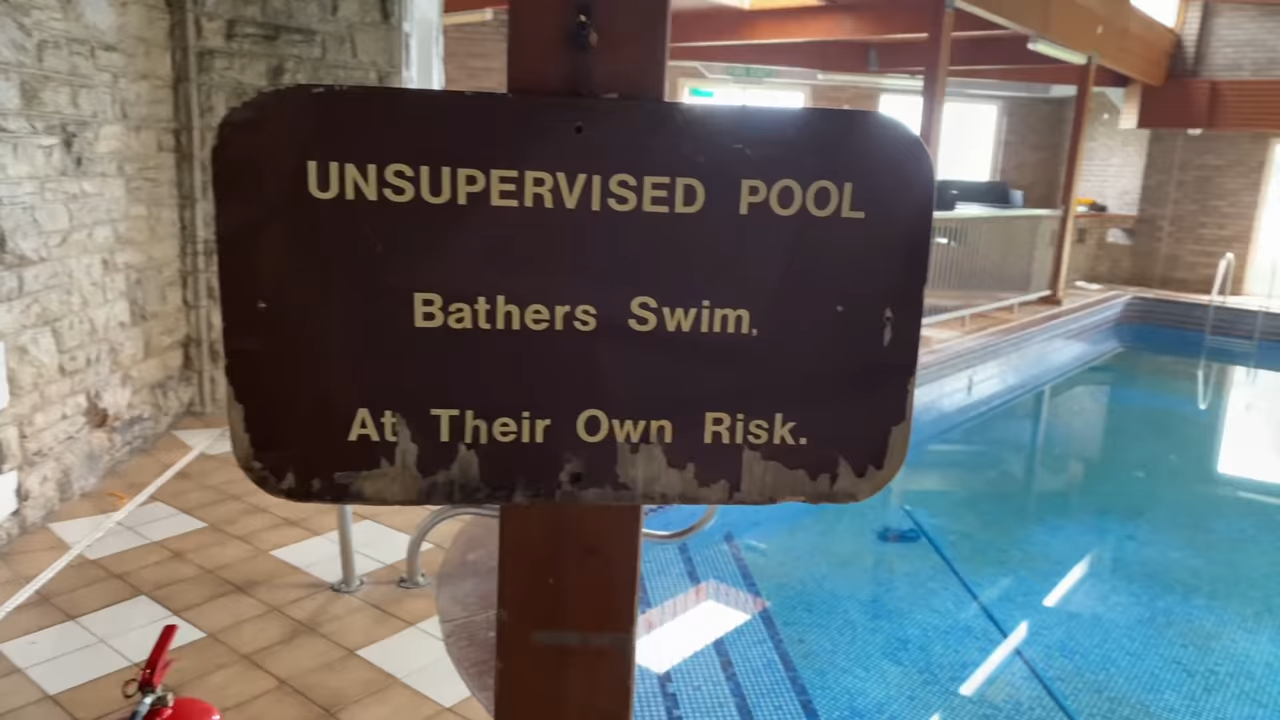 UNSUPERVISED POOL
Bathers Swim,
At Their Own Risk.